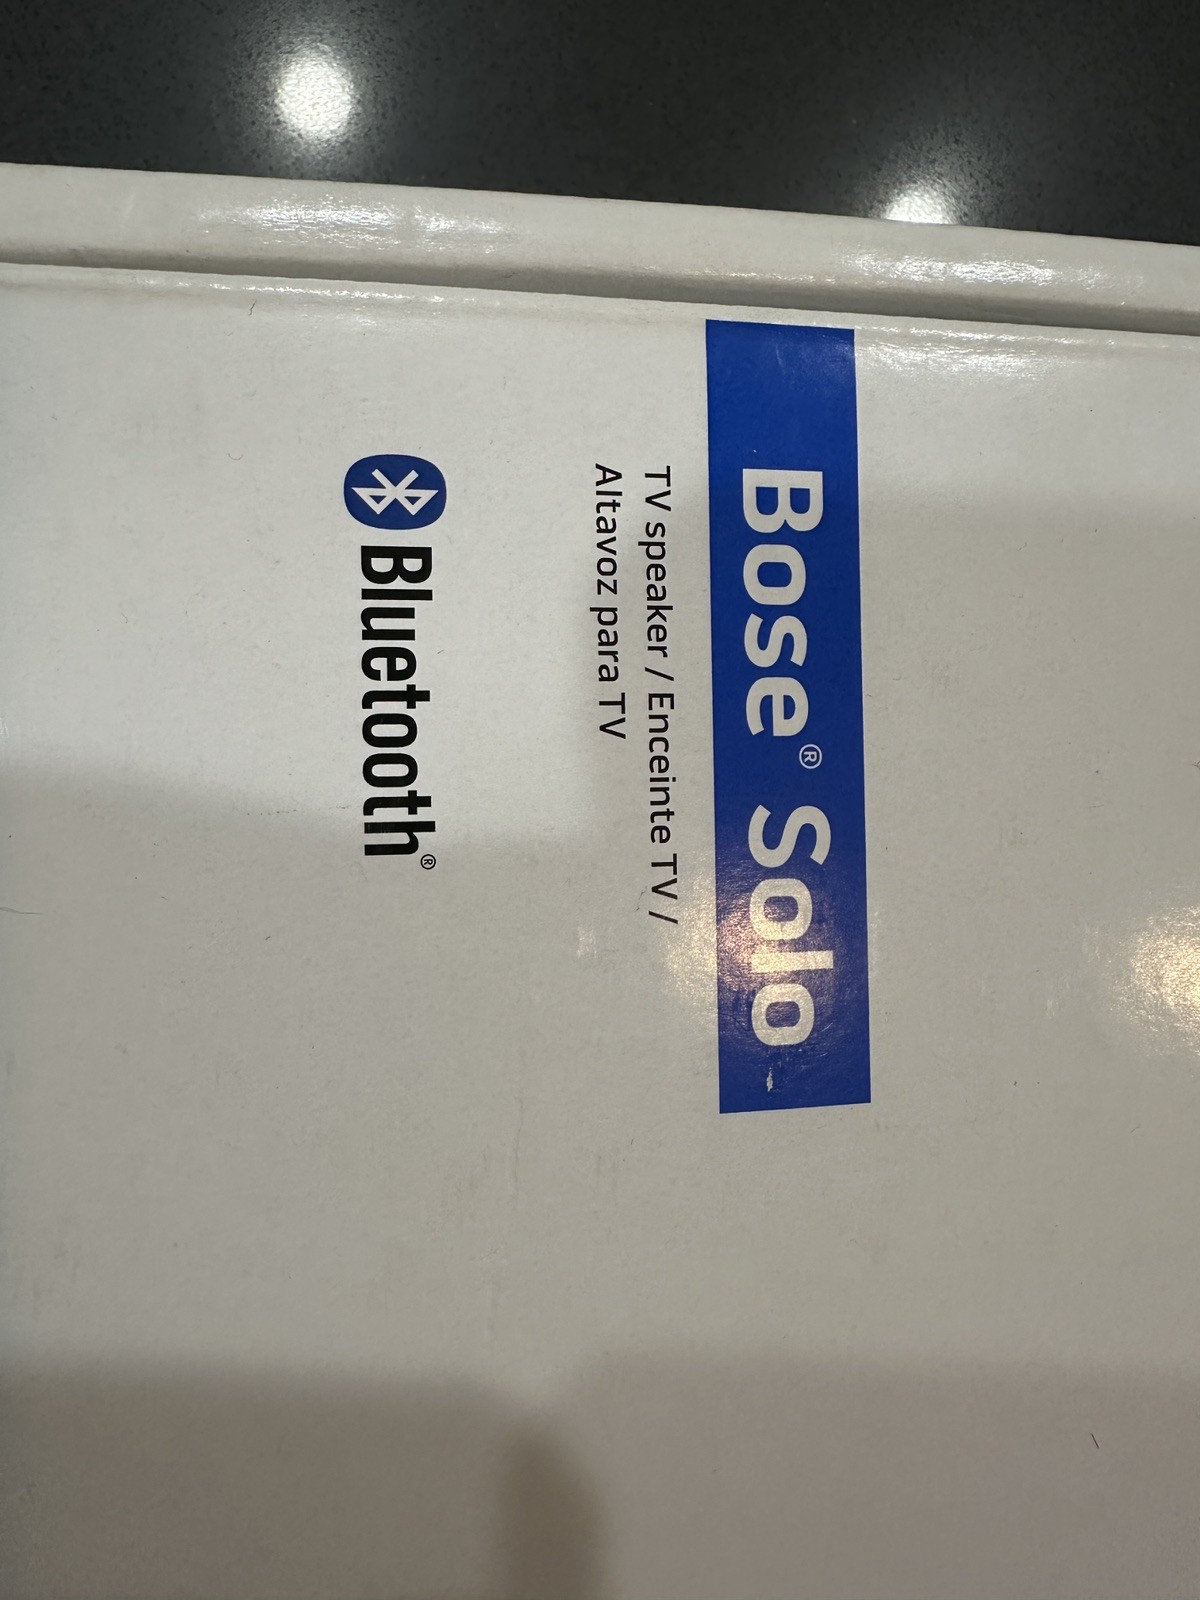 Bose® Solo
TV speaker / Enceinte TV /
Altavoz para TV
Bluetooth®